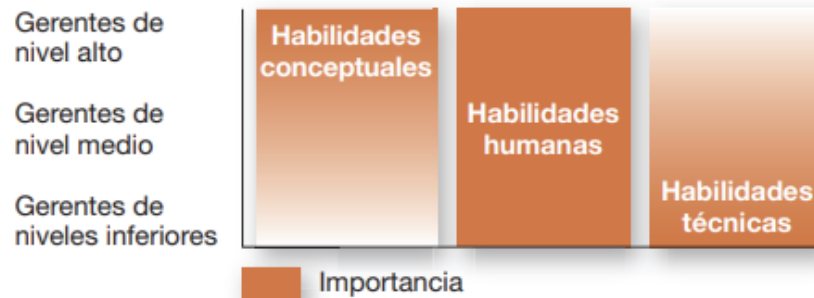 Gerentes de
nivel alto
Gerentes de
nivel medio
Gerentes de
niveles inferiores
Habilidades
conceptuales
Habilidades
humanas
Habilidades
técnicas
Importancia